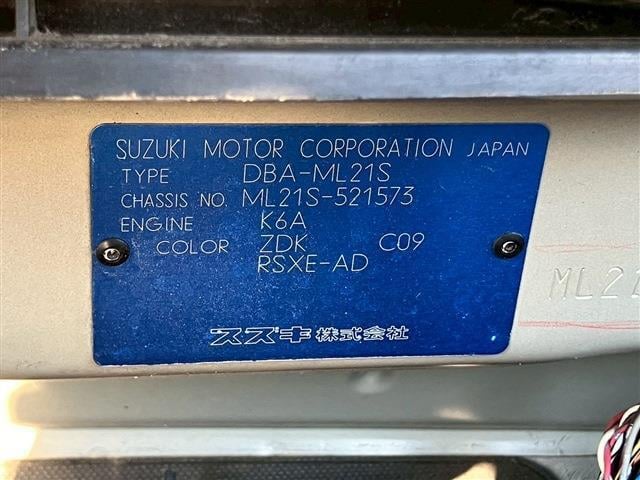 SUZUKI MOTOR CORPORATION JAPAN
TYPE DBA-ML21S
CHASSIS NO. ML21S-521573
ENGINE K6A
COLOR ZDK C09
RSXE-AD
スズキ株式会社
ML2